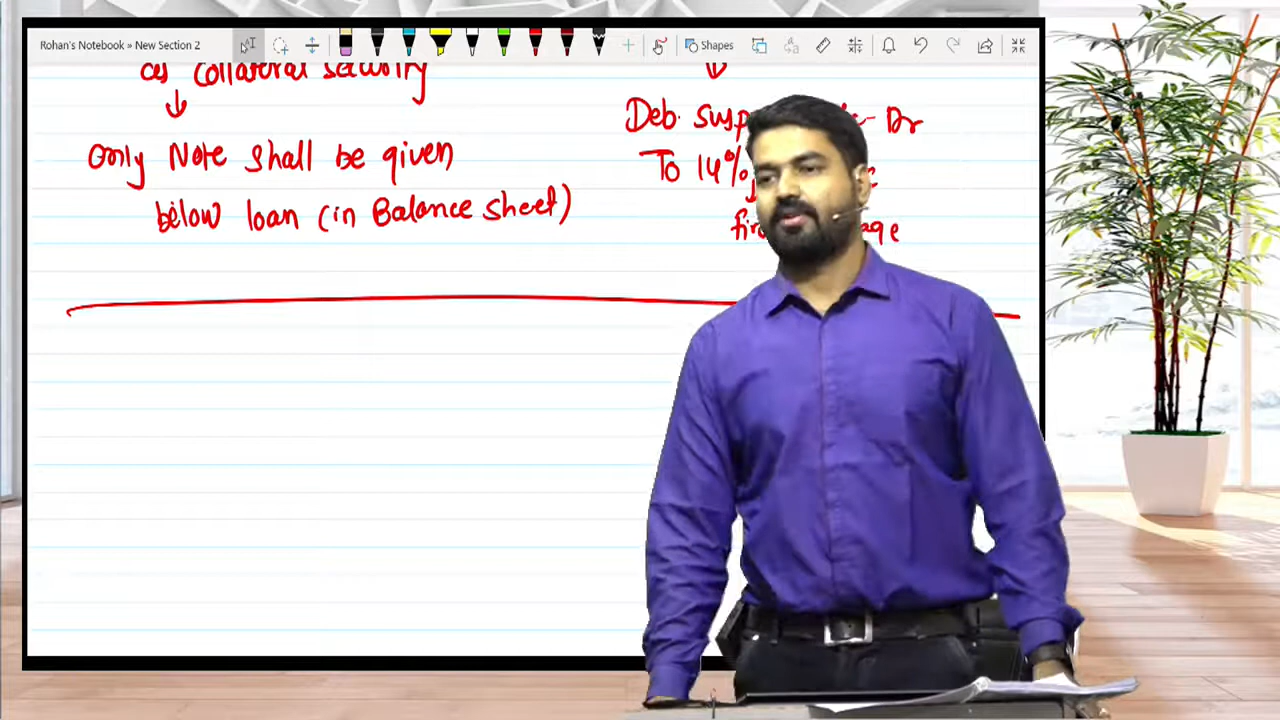 Rohan's Notebook » New Section 2
Shapes
as collateral security
Only Note shall be given
below loan (in Balance sheet)
Deb. Dr
To 14%